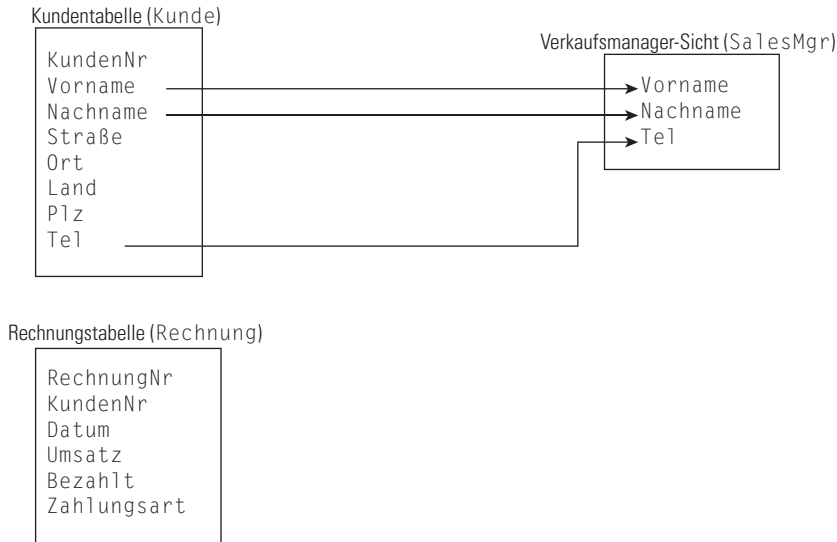 Kundentabelle (Kunde)
KundenNr
Vorname
Nachname
Straße
Ort
Land
Plz
Tel
Verkaufsmanager-Sicht (SalesMgr)
Vorname
Nachname
Tel
Rechnungstabelle (Rechnung)
RechnungNr
KundenNr
Datum
Umsatz
Bezahlt
Zahlungsart